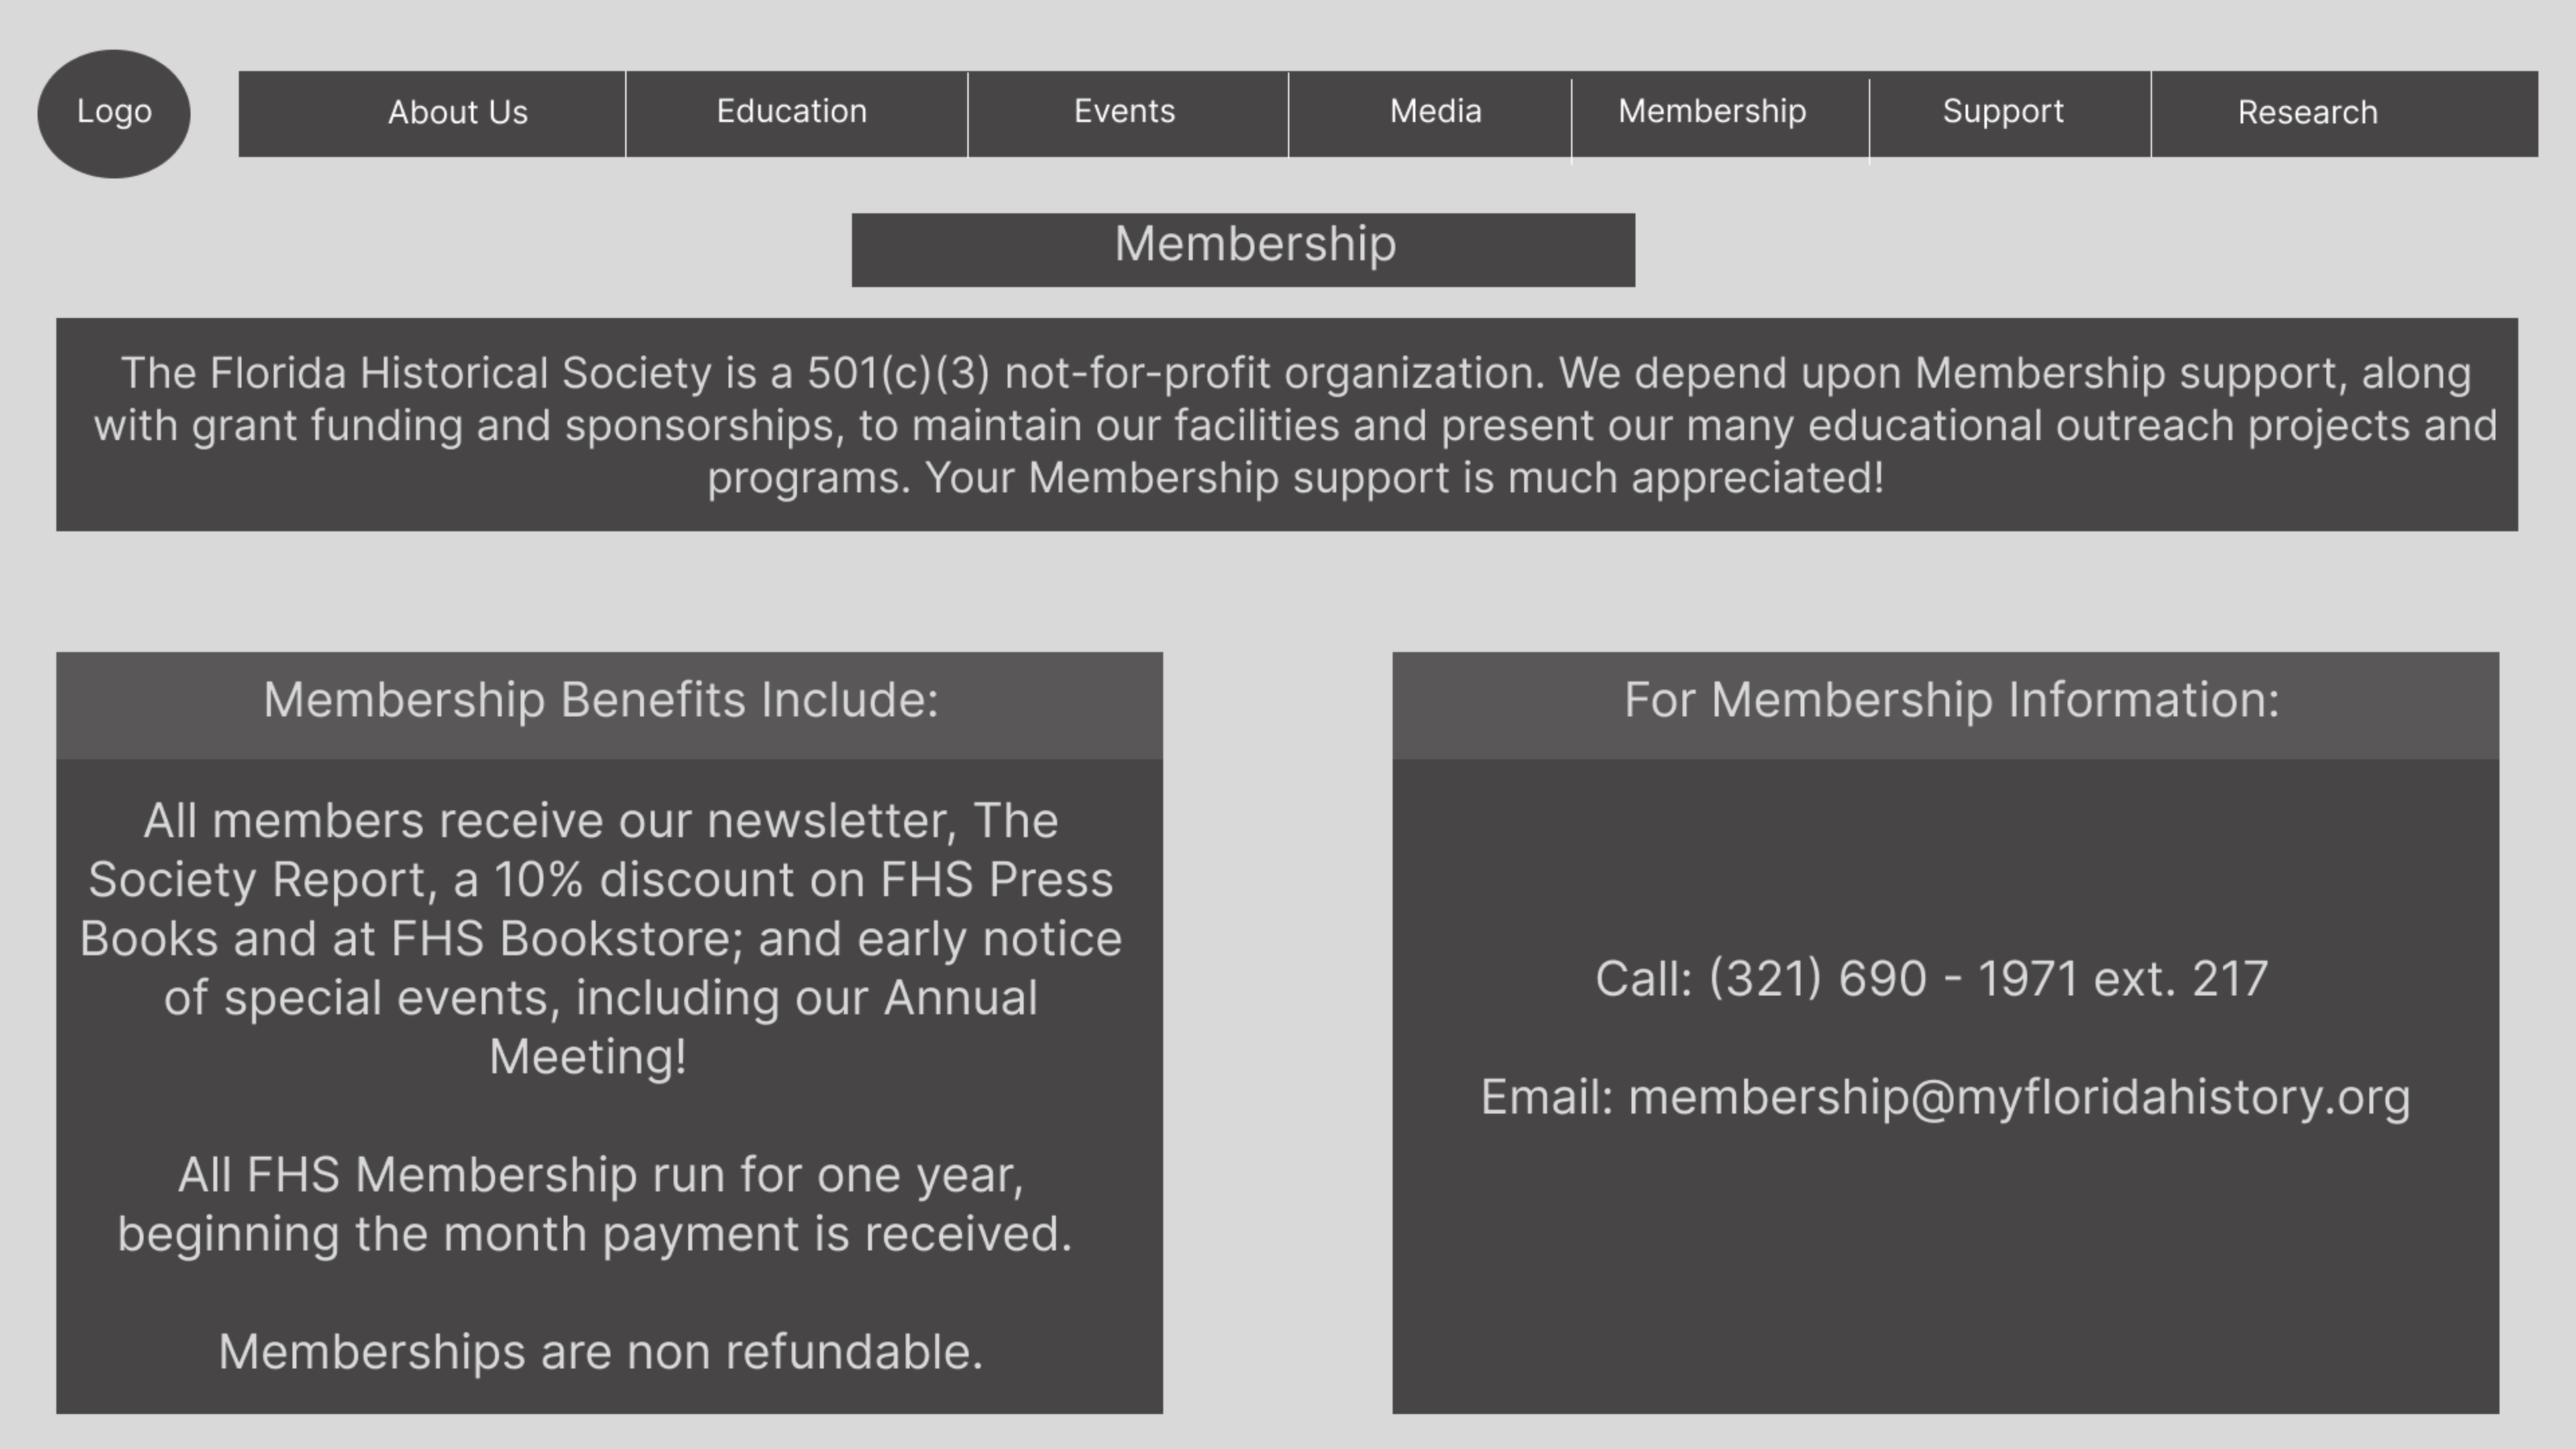 Logo
About Us
Education
Events
Media
Membership
Support
Research
Membership
The Florida Historical Society is a 501(c)(3) not-for-profit organization. We depend upon Membership support, along
with grant funding and sponsorships, to maintain our facilities and present our many educational outreach projects and
programs. Your Membership support is much appreciated!
Membership Benefits Include:
All members receive our newsletter, The
Society Report, a 10% discount on FHS Press
Books and at FHS Bookstore; and early notice
of special events, including our Annual
Meeting!
All FHS Membership run for one year,
beginning the month payment is received.
Memberships are non refundable.
For Membership Information:
Call: (321) 690 - 1971 ext. 217
Email: membership@myfloridahistory.org